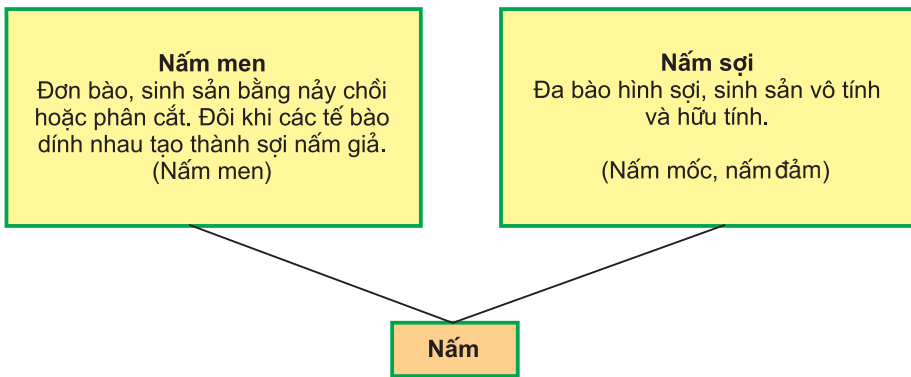 Nấm men
Đơn bào, sinh sản bằng nảy chồi
hoặc phân cắt. Đôi khi các tế bào
dính nhau tạo thành sợi nấm giả.
(Nấm men)
Nấm sợi
Đa bào hình sợi, sinh sản vô tính
và hữu tính.
(Nấm mốc, nấm đảm)
Nấm